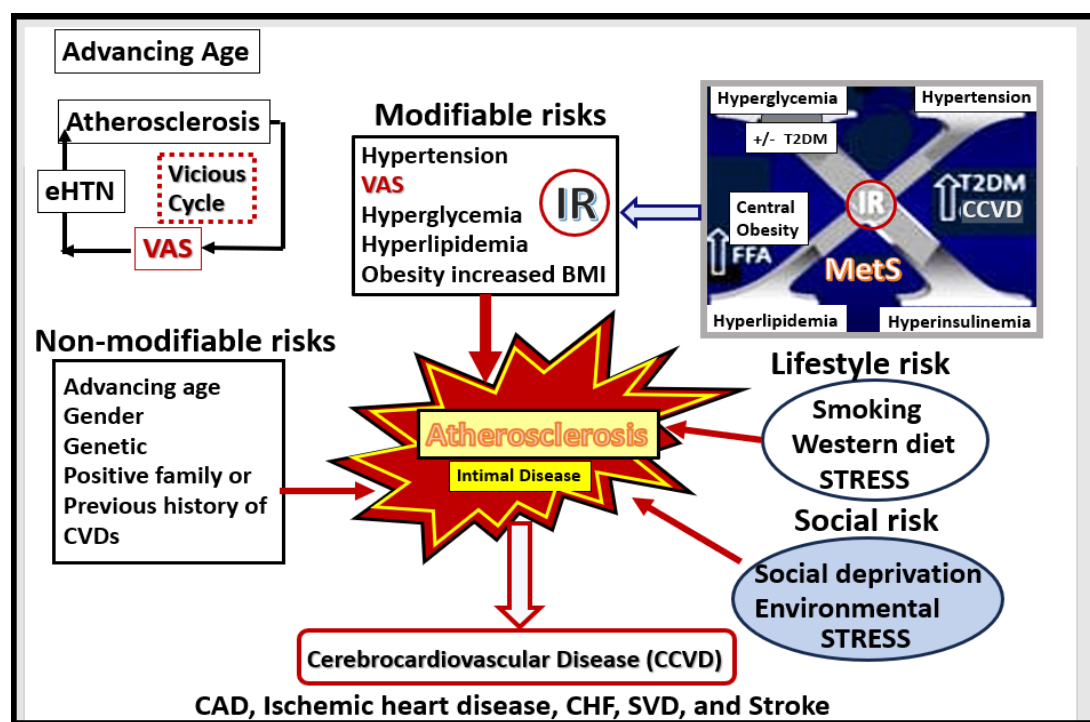 Advancing Age
Atherosclerosis
Vicious
Cycle
eHTN
VAS
Modifiable risks
Hypertension
VAS
Hyperglycemia
Hyperlipidemia
Obesity increased BMI
IR
Hyperglycemia
+/- T2DM
Hypertension
Central
Obesity
IR
T2DM
CCVD
FFA
MetS
Hyperlipidemia
Hyperinsulinemia
Non-modifiable risks
Advancing age
Gender
Genetic
Positive family or
Previous history of
CVDs
Atherosclerosis
Intimal Disease
Lifestyle risk
Smoking
Western diet
STRESS
Social risk
Social deprivation
Environmental
STRESS
Cerebrocardiovascular Disease (CCVD)
CAD, Ischemic heart disease, CHF, SVD, and Stroke